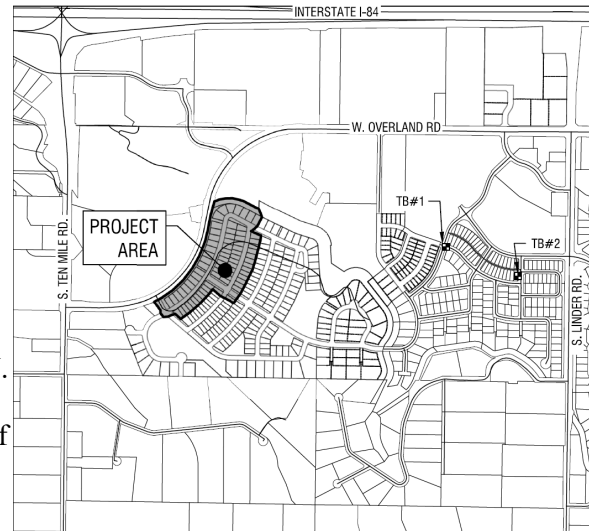 INTERSTATE I-84
W. OVERLAND RD
TB#1
PROJECT
AREA
TB#2
S. TEN MILE RD.
S. LINDER RD.
.
f